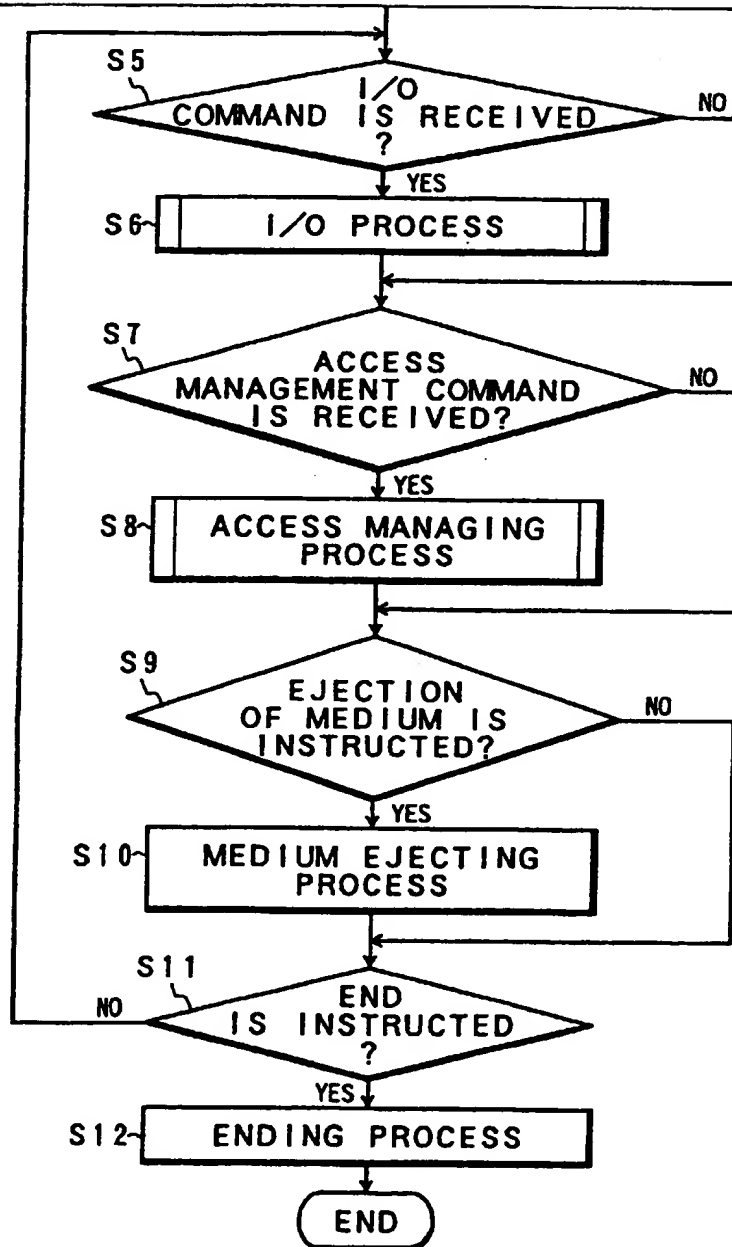 S5
I/O
COMMAND IS RECEIVED
?
NO
YES
S6
I/O PROCESS
S7
ACCESS
MANAGEMENT COMMAND
IS RECEIVED?
NO
YES
S8
ACCESS MANAGING
PROCESS
S9
EJECTION
OF MEDIUM IS
INSTRUCTED?
NO
YES
S10
MEDIUM EJECTING
PROCESS
S11
END
IS INSTRUCTED
?
NO
YES
S12
ENDING PROCESS
END